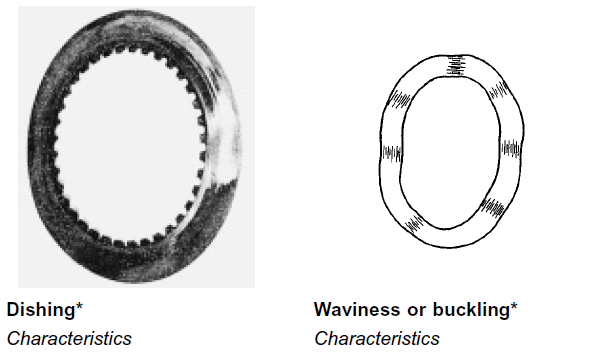 Dishing*
Characteristics
Waviness or buckling*
Characteristics